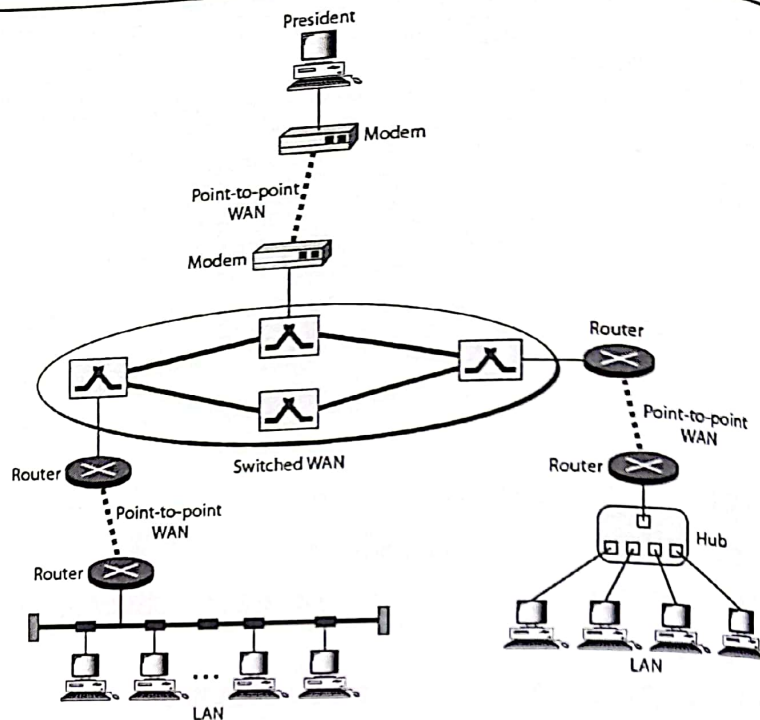 President
Modem
Point-to-point
WAN
Modem
Router
Point-to-point
WAN
Router
Switched WAN
Router
Point-to-point
WAN
Hub
Router
LAN
LAN